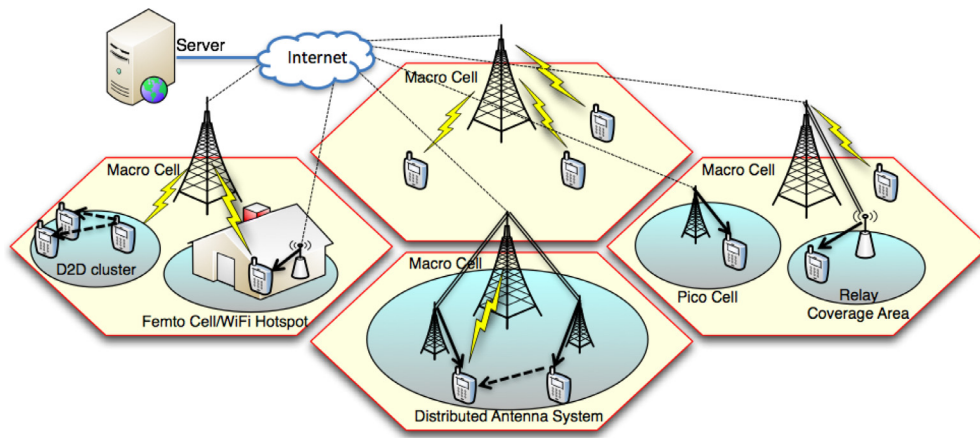 Server
Internet
Macro Cell
Macro Cell
Macro Cell
D2D cluster
Femto Cell/WiFi Hotspot
Macro Cell
Distributed Antenna System
Pico Cell
Relay
Coverage Area